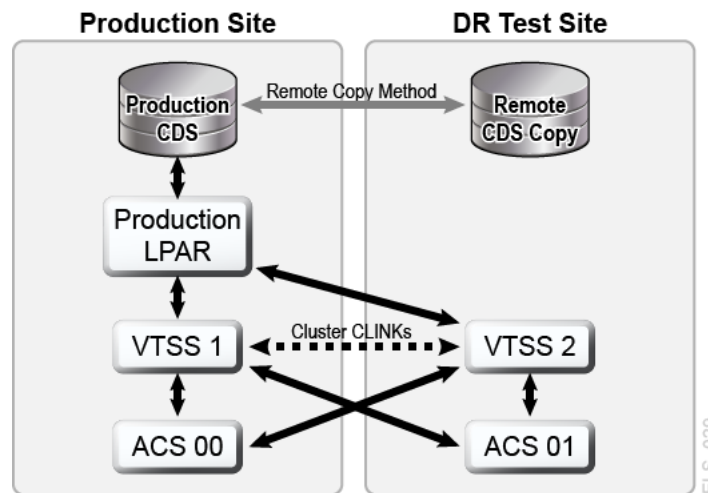 Production Site
DR Test Site
Production
CDS
Remote Copy Method
Remote
CDS Copy
Production
LPAR
VTSS 1
Cluster CLINKs
VTSS 2
ACS 00
ACS 01